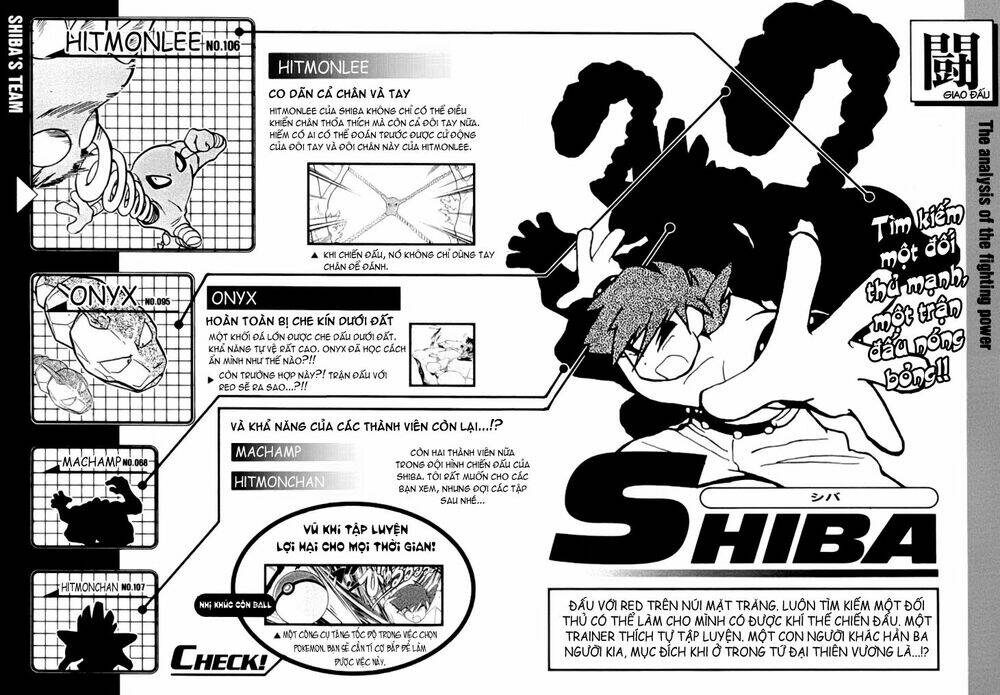 SHIBA'S TEAM
HITMONLEE NO.106
HITMONLEE
CO DÃN CẢ CHÂN VÀ TAY
HITMONLEE CỦA SHIBA KHÔNG CHỈ CÓ THỂ ĐIỀU
KHIỂN CHÂN THỎA THÍCH MÀ CÒN CẢ ĐÔI TAY NỮA.
HIẾM CÓ AI CÓ THỂ ĐOÁN TRƯỚC ĐƯỢC CỬ ĐỘNG
CỦA ĐÔI TAY VÀ ĐÔI CHÂN NÀY CỦA HITMONLEE.
▲ KHI CHIẾN ĐẤU, NÓ KHÔNG CHỈ DÙNG TAY
CHÂN ĐỂ ĐÁNH.
ONYX NO.095
ONYX
HOÀN TOÀN BỊ CHE KÍN DƯỚI ĐẤT
MỘT KHỐI ĐÁ LỚN ĐƯỢC CHE DẤU DƯỚI ĐẤT.
KHẢ NĂNG TỰ VỆ RẤT CAO. ONYX ĐÃ HỌC CÁCH
ẨN MÌNH NHƯ THẾ NÀO?!!
▶ CÒN TRƯỜNG HỢP NÀY?! TRẬN ĐẤU VỚI
RED SẼ RA SAO...?!!
VÀ KHẢ NĂNG CỦA CÁC THÀNH VIÊN CÒN LẠI...!?
MACHAMP NO.068
MACHAMP
HITMONCHAN
CÒN HAI THÀNH VIÊN NỮA
TRONG ĐỘI HÌNH CHIẾN ĐẤU CỦA
SHIBA. TÔI RẤT MUỐN CHO CÁC
BẠN XEM, NHƯNG ĐỢI CÁC TẬP
SAU NHÉ...
HITMONCHAN NO.107
VŨ KHÍ TẬP LUYỆN
LỢI HẠI CHO MỌI THỜI GIAN!
NHỊ KHÚC CÔN BALL
▲ MỘT CÔNG CỤ TĂNG TỐC ĐỘ TRONG VIỆC CHỌN
POKEMON. BẠN SẼ CẦN TÍ CƠ BẮP ĐỂ LÀM
ĐƯỢC VIỆC NÀY.
CHECK!
闘
GIAO ĐẤU
The analysis of the fighting power
Tìm kiếm
một đối
thủ mạnh,
một trận
đấu nóng
bỏng!!
シバ
SHIBA
ĐẤU VỚI RED TRÊN NÚI MẶT TRĂNG. LUÔN TÌM KIẾM MỘT ĐỐI
THỦ CÓ THỂ LÀM CHO MÌNH CÓ ĐƯỢC KHÍ THẾ CHIẾN ĐẤU. MỘT
TRAINER THÍCH TỰ TẬP LUYỆN. MỘT CON NGƯỜI KHÁC HẲN BA
NGƯỜI KIA, MỤC ĐÍCH KHI Ở TRONG TỨ ĐẠI THIÊN VƯƠNG LÀ...!?